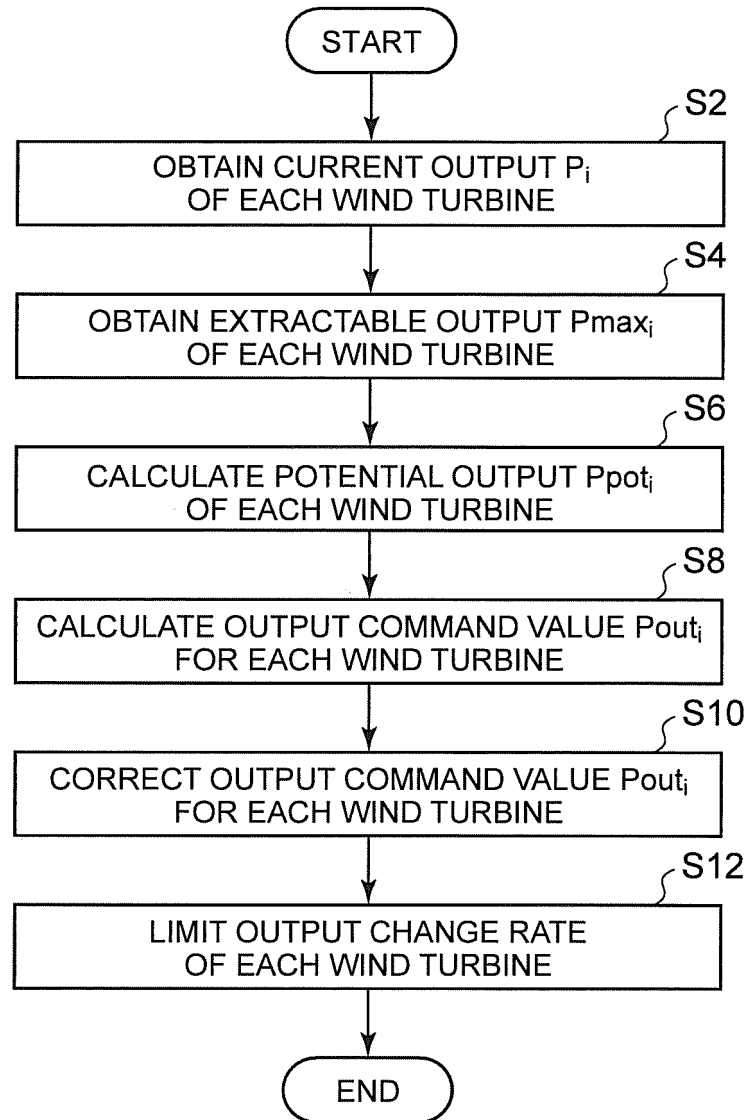 START
S2
OBTAIN CURRENT OUTPUT Pi
OF EACH WIND TURBINE
S4
OBTAIN EXTRACTABLE OUTPUT Pmaxi
OF EACH WIND TURBINE
S6
CALCULATE POTENTIAL OUTPUT Ppoti
OF EACH WIND TURBINE
S8
CALCULATE OUTPUT COMMAND VALUE Pouti
FOR EACH WIND TURBINE
S10
CORRECT OUTPUT COMMAND VALUE Pouti
FOR EACH WIND TURBINE
S12
LIMIT OUTPUT CHANGE RATE
OF EACH WIND TURBINE
END